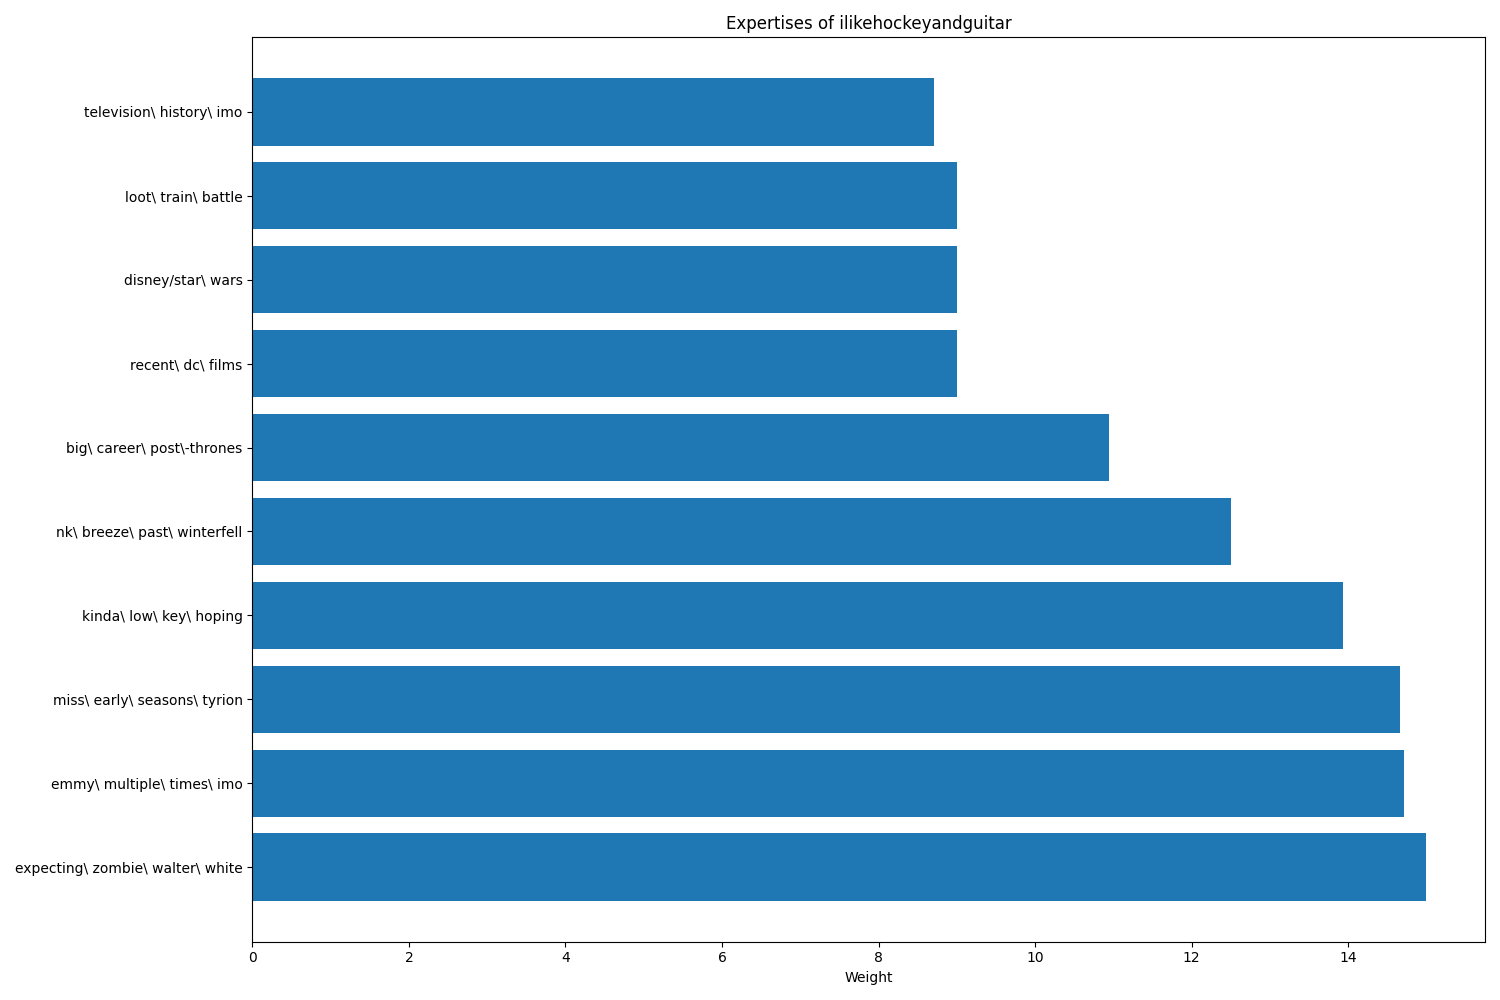 Expertises of ilikehockeyandguitar
television\ history\ imo
loot\ train\ battle
disney/star\ wars
recent\ dc\ films
big\ career\ post\-thrones
nk\ breeze\ past\ winterfell
kinda\ low\ key\ hoping
miss\ early\ seasons\ tyrion
emmy\ multiple\ times\ imo
expecting\ zombie\ walter\ white
0 2 4 6 8 10 12 14
Weight